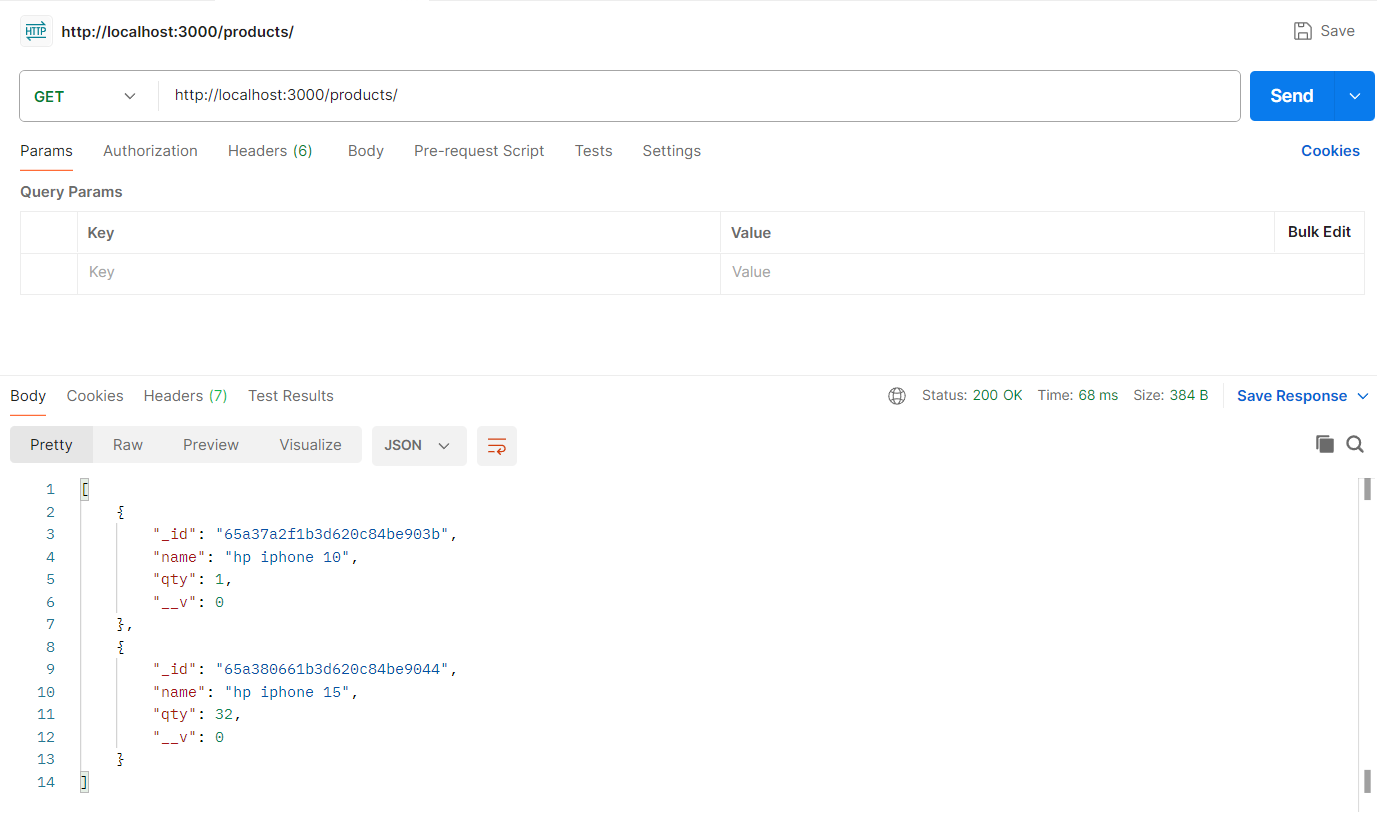 HTTP http://localhost:3000/products/ Save
GET http://localhost:3000/products/ Send
Params Authorization Headers (6) Body Pre-request Script Tests Settings Cookies
Query Params
Key Value Bulk Edit
Key Value
Body Cookies Headers (7) Test Results Status: 200 OK Time: 68 ms Size: 384 B Save Response
Pretty Raw Preview Visualize JSON
1 [
2 {
3 "_id": "65a37a2f1b3d620c84be903b",
4 "name": "hp iphone 10",
5 "qty": 1,
6 "__v": 0
7 },
8 {
9 "_id": "65a380661b3d620c84be9044",
10 "name": "hp iphone 15",
11 "qty": 32,
12 "__v": 0
13 }
14 ]